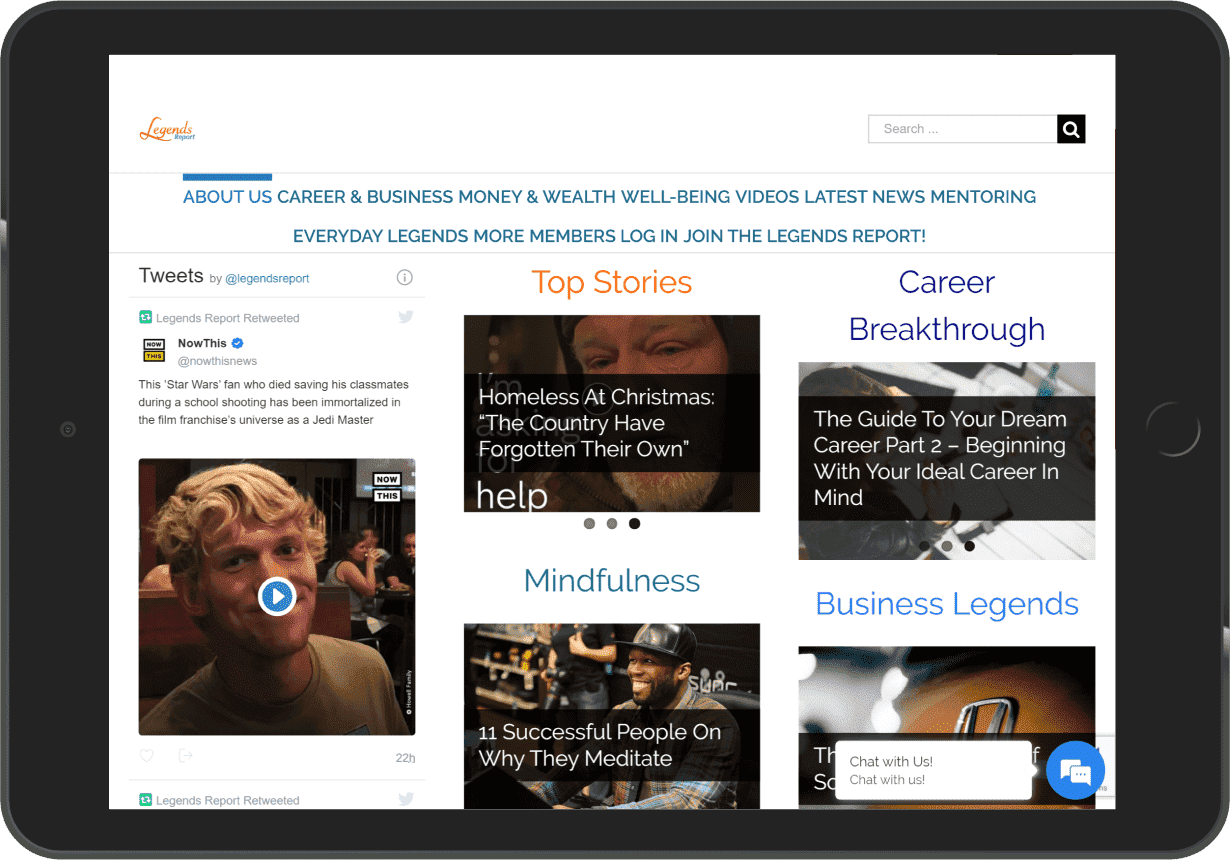 Legends
Report
Search ...
ABOUT US CAREER & BUSINESS MONEY & WEALTH WELL-BEING VIDEOS LATEST NEWS MENTORING
EVERYDAY LEGENDS MORE MEMBERS LOG IN JOIN THE LEGENDS REPORT!
Tweets by @legendsreport
Legends Report Retweeted
NOW
THIS
NowThis
@nowthisnews
This 'Star Wars' fan who died saving his classmates
during a school shooting has been immortalized in
the film franchise's universe as a Jedi Master
NOW
THIS
© Howell Family
22h
Legends Report Retweeted
Top Stories
I'm
asking
for
help
Homeless At Christmas:
“The Country Have
Forgotten Their Own”
Mindfulness
11 Successful People On
Why They Meditate
Career
Breakthrough
The Guide To Your Dream
Career Part 2 – Beginning
With Your Ideal Career In
Mind
Business Legends
Chat with Us!
Chat with us!